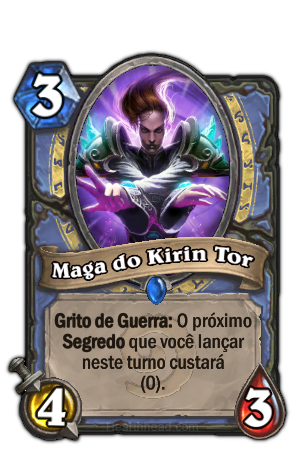 3
Maga do Kirin Tor
Grito de Guerra: O próximo
Segredo que você lançar
neste turno custará
(0).
4
3